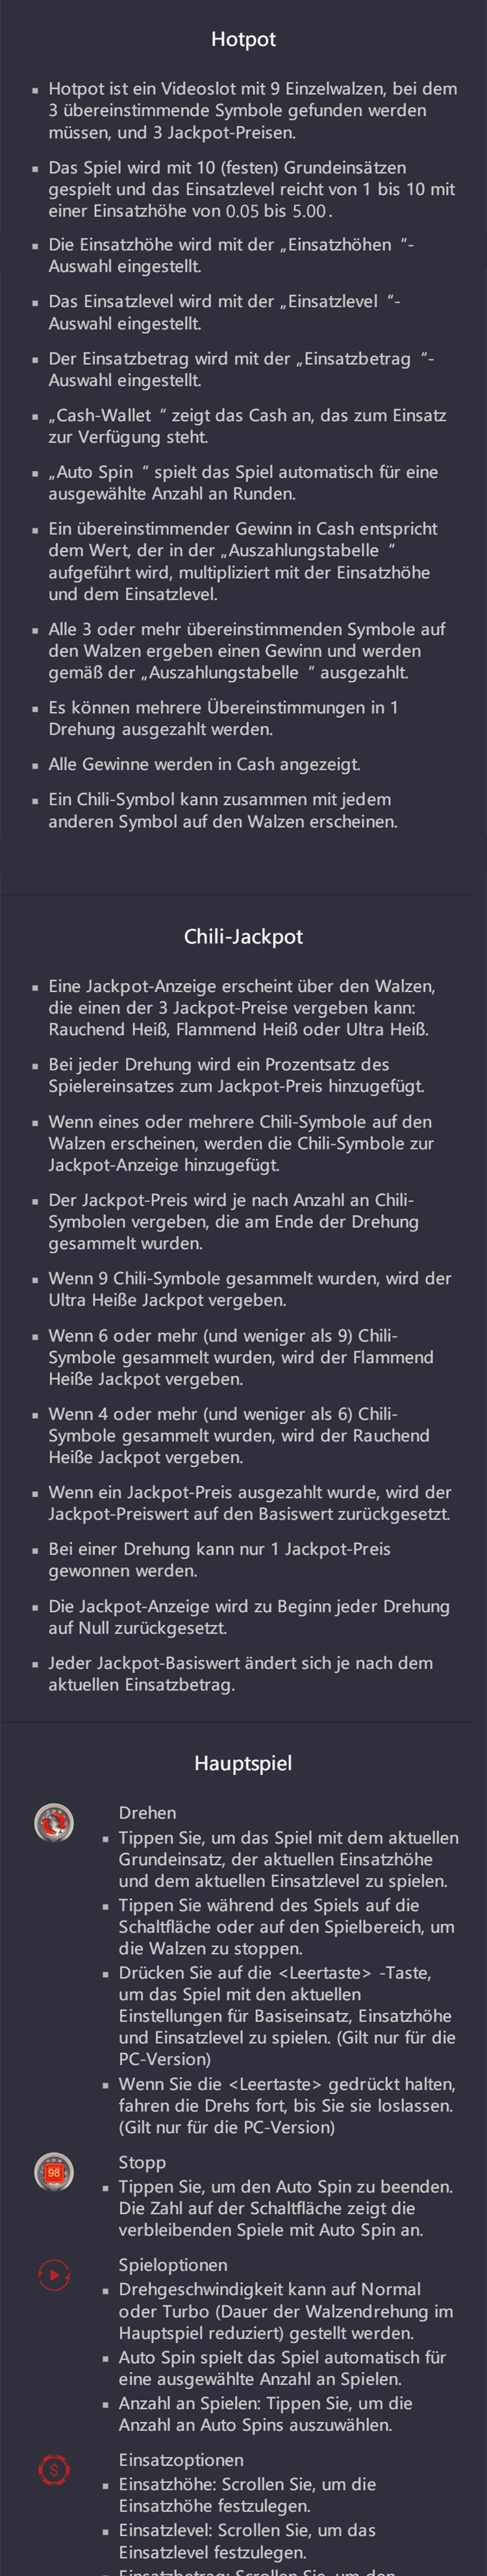 Hotpot
▪ Hotpot ist ein Videoslot mit 9 Einzelwalzen, bei dem
3 übereinstimmende Symbole gefunden werden
müssen, und 3 Jackpot-Preisen.
▪ Das Spiel wird mit 10 (festen) Grundeinsätzen
gespielt und das Einsatzlevel reicht von 1 bis 10 mit
einer Einsatzhöhe von 0.05 bis 5.00 .
▪ Die Einsatzhöhe wird mit der „Einsatzhöhen “-
Auswahl eingestellt.
▪ Das Einsatzlevel wird mit der „Einsatzlevel “-
Auswahl eingestellt.
▪ Der Einsatzbetrag wird mit der „Einsatzbetrag “-
Auswahl eingestellt.
▪ „Cash-Wallet “ zeigt das Cash an, das zum Einsatz
zur Verfügung steht.
▪ „Auto Spin “ spielt das Spiel automatisch für eine
ausgewählte Anzahl an Runden.
▪ Ein übereinstimmender Gewinn in Cash entspricht
dem Wert, der in der „Auszahlungstabelle “
aufgeführt wird, multipliziert mit der Einsatzhöhe
und dem Einsatzlevel.
▪ Alle 3 oder mehr übereinstimmenden Symbole auf
den Walzen ergeben einen Gewinn und werden
gemäß der „Auszahlungstabelle “ ausgezahlt.
▪ Es können mehrere Übereinstimmungen in 1
Drehung ausgezahlt werden.
▪ Alle Gewinne werden in Cash angezeigt.
▪ Ein Chili-Symbol kann zusammen mit jedem
anderen Symbol auf den Walzen erscheinen.
Chili-Jackpot
▪ Eine Jackpot-Anzeige erscheint über den Walzen,
die einen der 3 Jackpot-Preise vergeben kann:
Rauchend Heiß, Flammend Heiß oder Ultra Heiß.
▪ Bei jeder Drehung wird ein Prozentsatz des
Spielereinsatzes zum Jackpot-Preis hinzugefügt.
▪ Wenn eines oder mehrere Chili-Symbole auf den
Walzen erscheinen, werden die Chili-Symbole zur
Jackpot-Anzeige hinzugefügt.
▪ Der Jackpot-Preis wird je nach Anzahl an Chili-
Symbolen vergeben, die am Ende der Drehung
gesammelt wurden.
▪ Wenn 9 Chili-Symbole gesammelt wurden, wird der
Ultra Heiße Jackpot vergeben.
▪ Wenn 6 oder mehr (und weniger als 9) Chili-
Symbole gesammelt wurden, wird der Flammend
Heiße Jackpot vergeben.
▪ Wenn 4 oder mehr (und weniger als 6) Chili-
Symbole gesammelt wurden, wird der Rauchend
Heiße Jackpot vergeben.
▪ Wenn ein Jackpot-Preis ausgezahlt wurde, wird der
Jackpot-Preiswert auf den Basiswert zurückgesetzt.
▪ Bei einer Drehung kann nur 1 Jackpot-Preis
gewonnen werden.
▪ Die Jackpot-Anzeige wird zu Beginn jeder Drehung
auf Null zurückgesetzt.
▪ Jeder Jackpot-Basiswert ändert sich je nach dem
aktuellen Einsatzbetrag.
Hauptspiel
Drehen
▪ Tippen Sie, um das Spiel mit dem aktuellen
Grundeinsatz, der aktuellen Einsatzhöhe
und dem aktuellen Einsatzlevel zu spielen.
▪ Tippen Sie während des Spiels auf die
Schaltfläche oder auf den Spielbereich, um
die Walzen zu stoppen.
▪ Drücken Sie auf die <Leertaste> -Taste,
um das Spiel mit den aktuellen
Einstellungen für Basiseinsatz, Einsatzhöhe
und Einsatzlevel zu spielen. (Gilt nur für die
PC-Version)
▪ Wenn Sie die <Leertaste> gedrückt halten,
fahren die Drehs fort, bis Sie sie loslassen.
(Gilt nur für die PC-Version)
98
Stopp
▪ Tippen Sie, um den Auto Spin zu beenden.
Die Zahl auf der Schaltfläche zeigt die
verbleibenden Spiele mit Auto Spin an.
Spieloptionen
▪ Drehgeschwindigkeit kann auf Normal
oder Turbo (Dauer der Walzendrehung im
Hauptspiel reduziert) gestellt werden.
▪ Auto Spin spielt das Spiel automatisch für
eine ausgewählte Anzahl an Spielen.
▪ Anzahl an Spielen: Tippen Sie, um die
Anzahl an Auto Spins auszuwählen.
$
Einsatzoptionen
▪ Einsatzhöhe: Scrollen Sie, um die
Einsatzhöhe festzulegen.
▪ Einsatzlevel: Scrollen Sie, um das
Einsatzlevel festzulegen.
▪ Einsatzbetrag: Scrollen Sie, um den